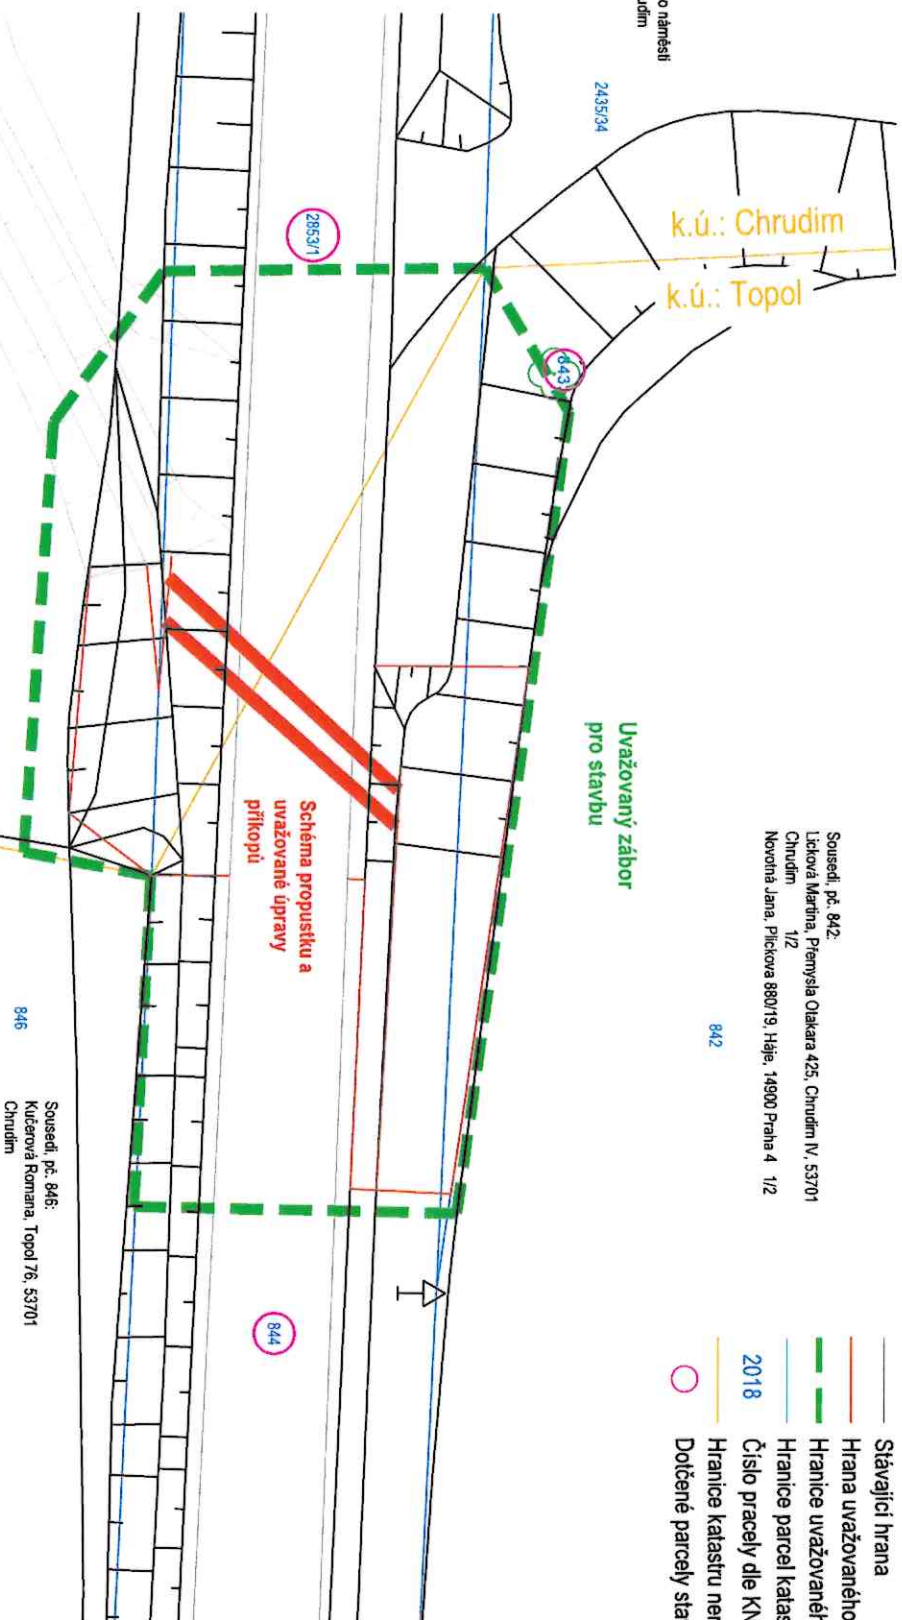 o náměstí
udim
2435/34
k.ú.: Chrudim
k.ú.: Topol
2853/1
843
Uvažovaný zábor
pro stavbu
Schéma propustku a
uvažované úpravy
příkopů
Sousedi, pč. 842:
Licková Martina, Přemysla Otakara 425, Chrudim IV, 53701
Chrudim 1/2
Novotná Jana, Plickova 880/19, Háje, 14900 Praha 4 1/2
842
846
Sousedi, pč. 846:
Kučerová Romana, Topol 76, 53701
Chrudim
844
Stávající hrana
Hrana uvažovaného
Hranice uvažovanéh
Hranice parcel katas
2018 Číslo pracely dle KN
Hranice katastru ner
Dotčené parcely sta